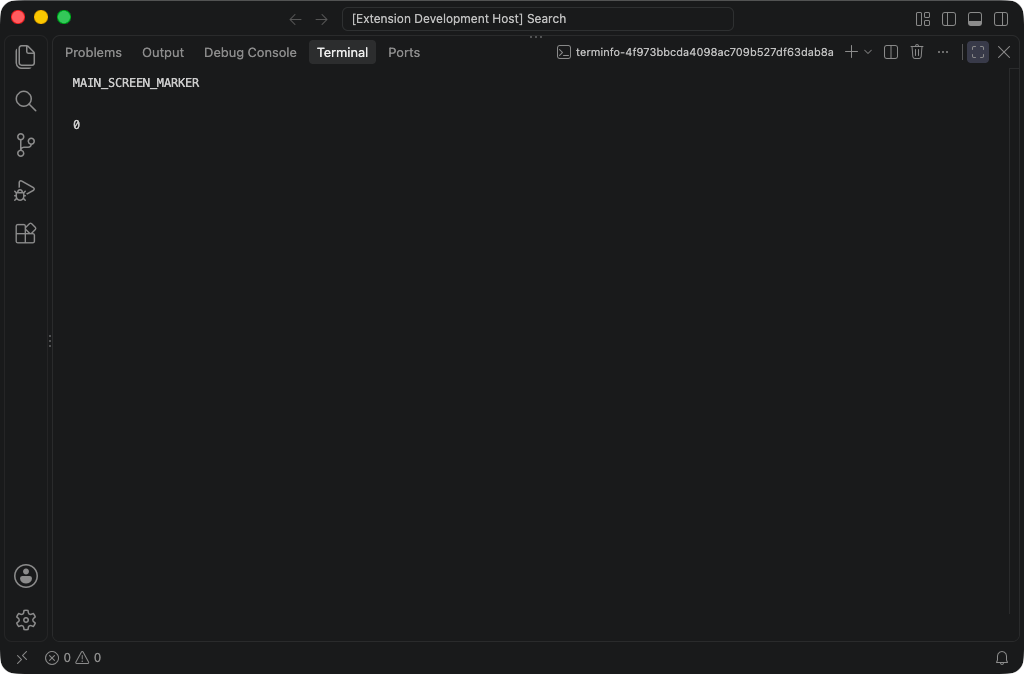 [Extension Development Host] Search
Problems Output Debug Console Terminal Ports terminfo-4f973bbcda4098ac709b527df63dab8a
MAIN_SCREEN_MARKER
0
0 0